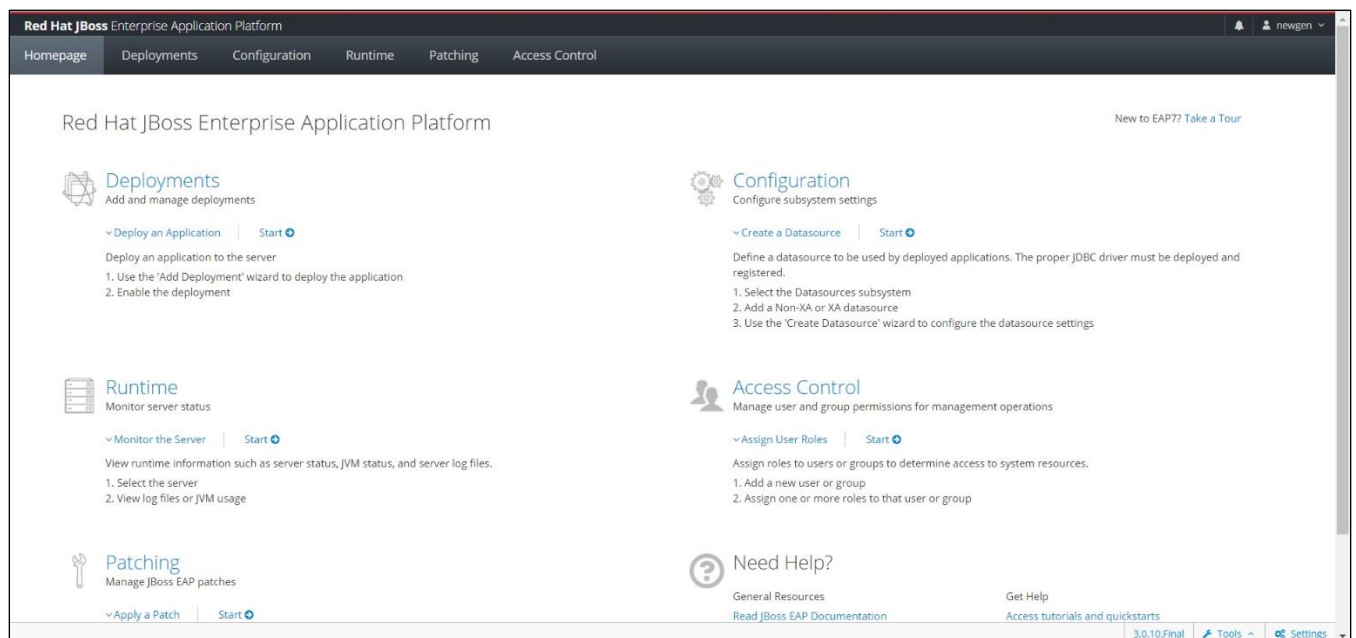 Red Hat JBoss Enterprise Application Platform
newgen
Homepage Deployments Configuration Runtime Patching Access Control
Red Hat JBoss Enterprise Application Platform
New to EAP7? Take a Tour
Deployments
Add and manage deployments
Deploy an Application Start
Deploy an application to the server
1. Use the 'Add Deployment' wizard to deploy the application
2. Enable the deployment
Configuration
Configure subsystem settings
Create a Datasource Start
Define a datasource to be used by deployed applications. The proper JDBC driver must be deployed and
registered.
1. Select the Datasources subsystem
2. Add a Non-XA or XA datasource
3. Use the 'Create Datasource' wizard to configure the datasource settings
Runtime
Monitor server status
Monitor the Server Start
View runtime information such as server status, JVM status, and server log files.
1. Select the server
2. View log files or JVM usage
Access Control
Manage user and group permissions for management operations
Assign User Roles Start
Assign roles to users or groups to determine access to system resources.
1. Add a new user or group
2. Assign one or more roles to that user or group
Patching
Manage JBoss EAP patches
Apply a Patch Start
Need Help?
General Resources
Read JBoss EAP Documentation
Get Help
Access tutorials and quickstarts
3.0.10.Final Tools Settings